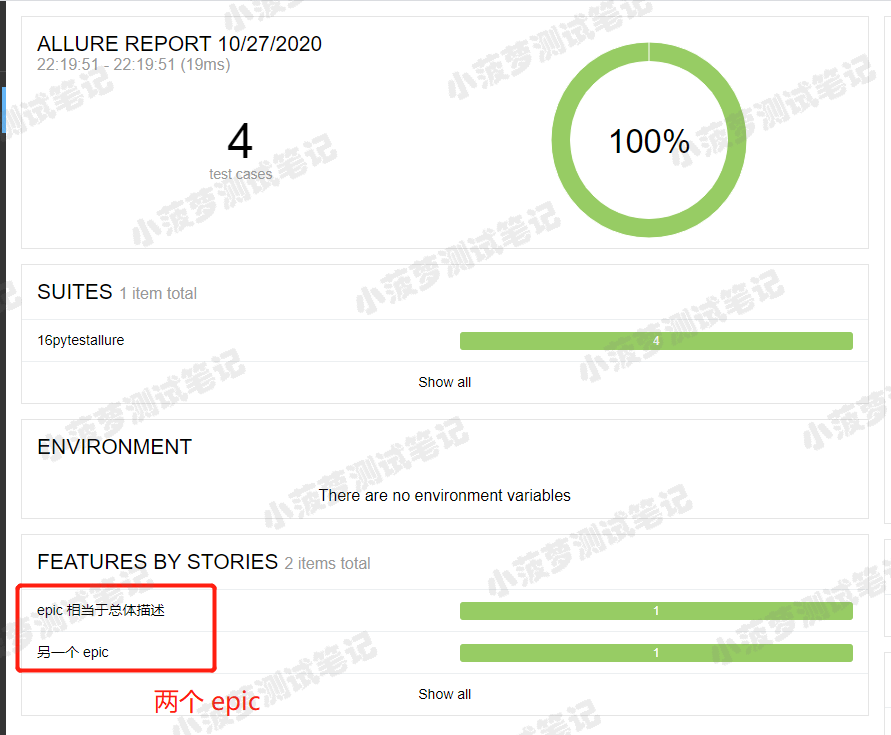 ALLURE REPORT 10/27/2020
22:19:51 - 22:19:51 (19ms)
4
test cases
100%
SUITES 1 item total
16pytestallure 4
Show all
ENVIRONMENT
There are no environment variables
FEATURES BY STORIES 2 items total
epic 相当于总体描述 1
另一个 epic 1
两个 epic
Show all
小菠萝测试笔记